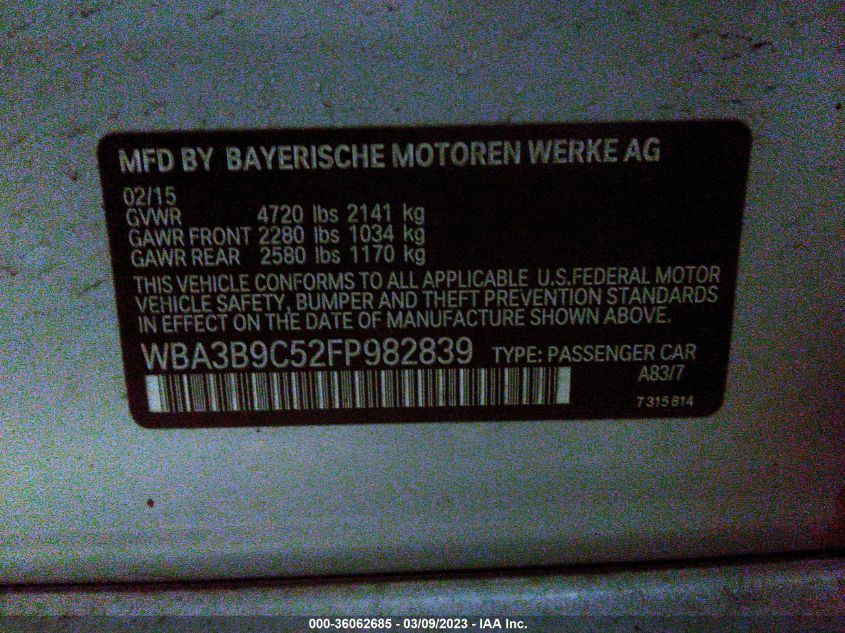 MFD BY BAYERISCHE MOTOREN WERKE AG
02/15
GVWR 4720 lbs 2141 kg
GAWR FRONT 2280 lbs 1034 kg
GAWR REAR 2580 lbs 1170 kg
THIS VEHICLE CONFORMS TO ALL APPLICABLE U.S.FEDERAL MOTOR
VEHICLE SAFETY, BUMPER AND THEFT PREVENTION STANDARDS
IN EFFECT ON THE DATE OF MANUFACTURE SHOWN ABOVE.
WBA3B9C52FP982839 TYPE: PASSENGER CAR
A83/7
7315814
000-36062685 - 03/09/2023 - IAA Inc.